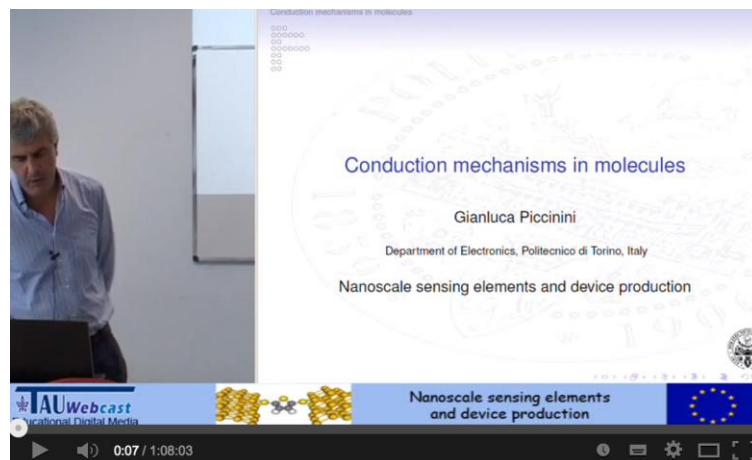 Conduction mechanisms in molecules
Conduction mechanisms in molecules
Gianluca Piccinini
Department of Electronics, Politecnico di Torino, Italy
Nanoscale sensing elements and device production
TAUWebcast
Educational Digital Media
Nanoscale sensing elements
and device production
0:07 / 1:08:03